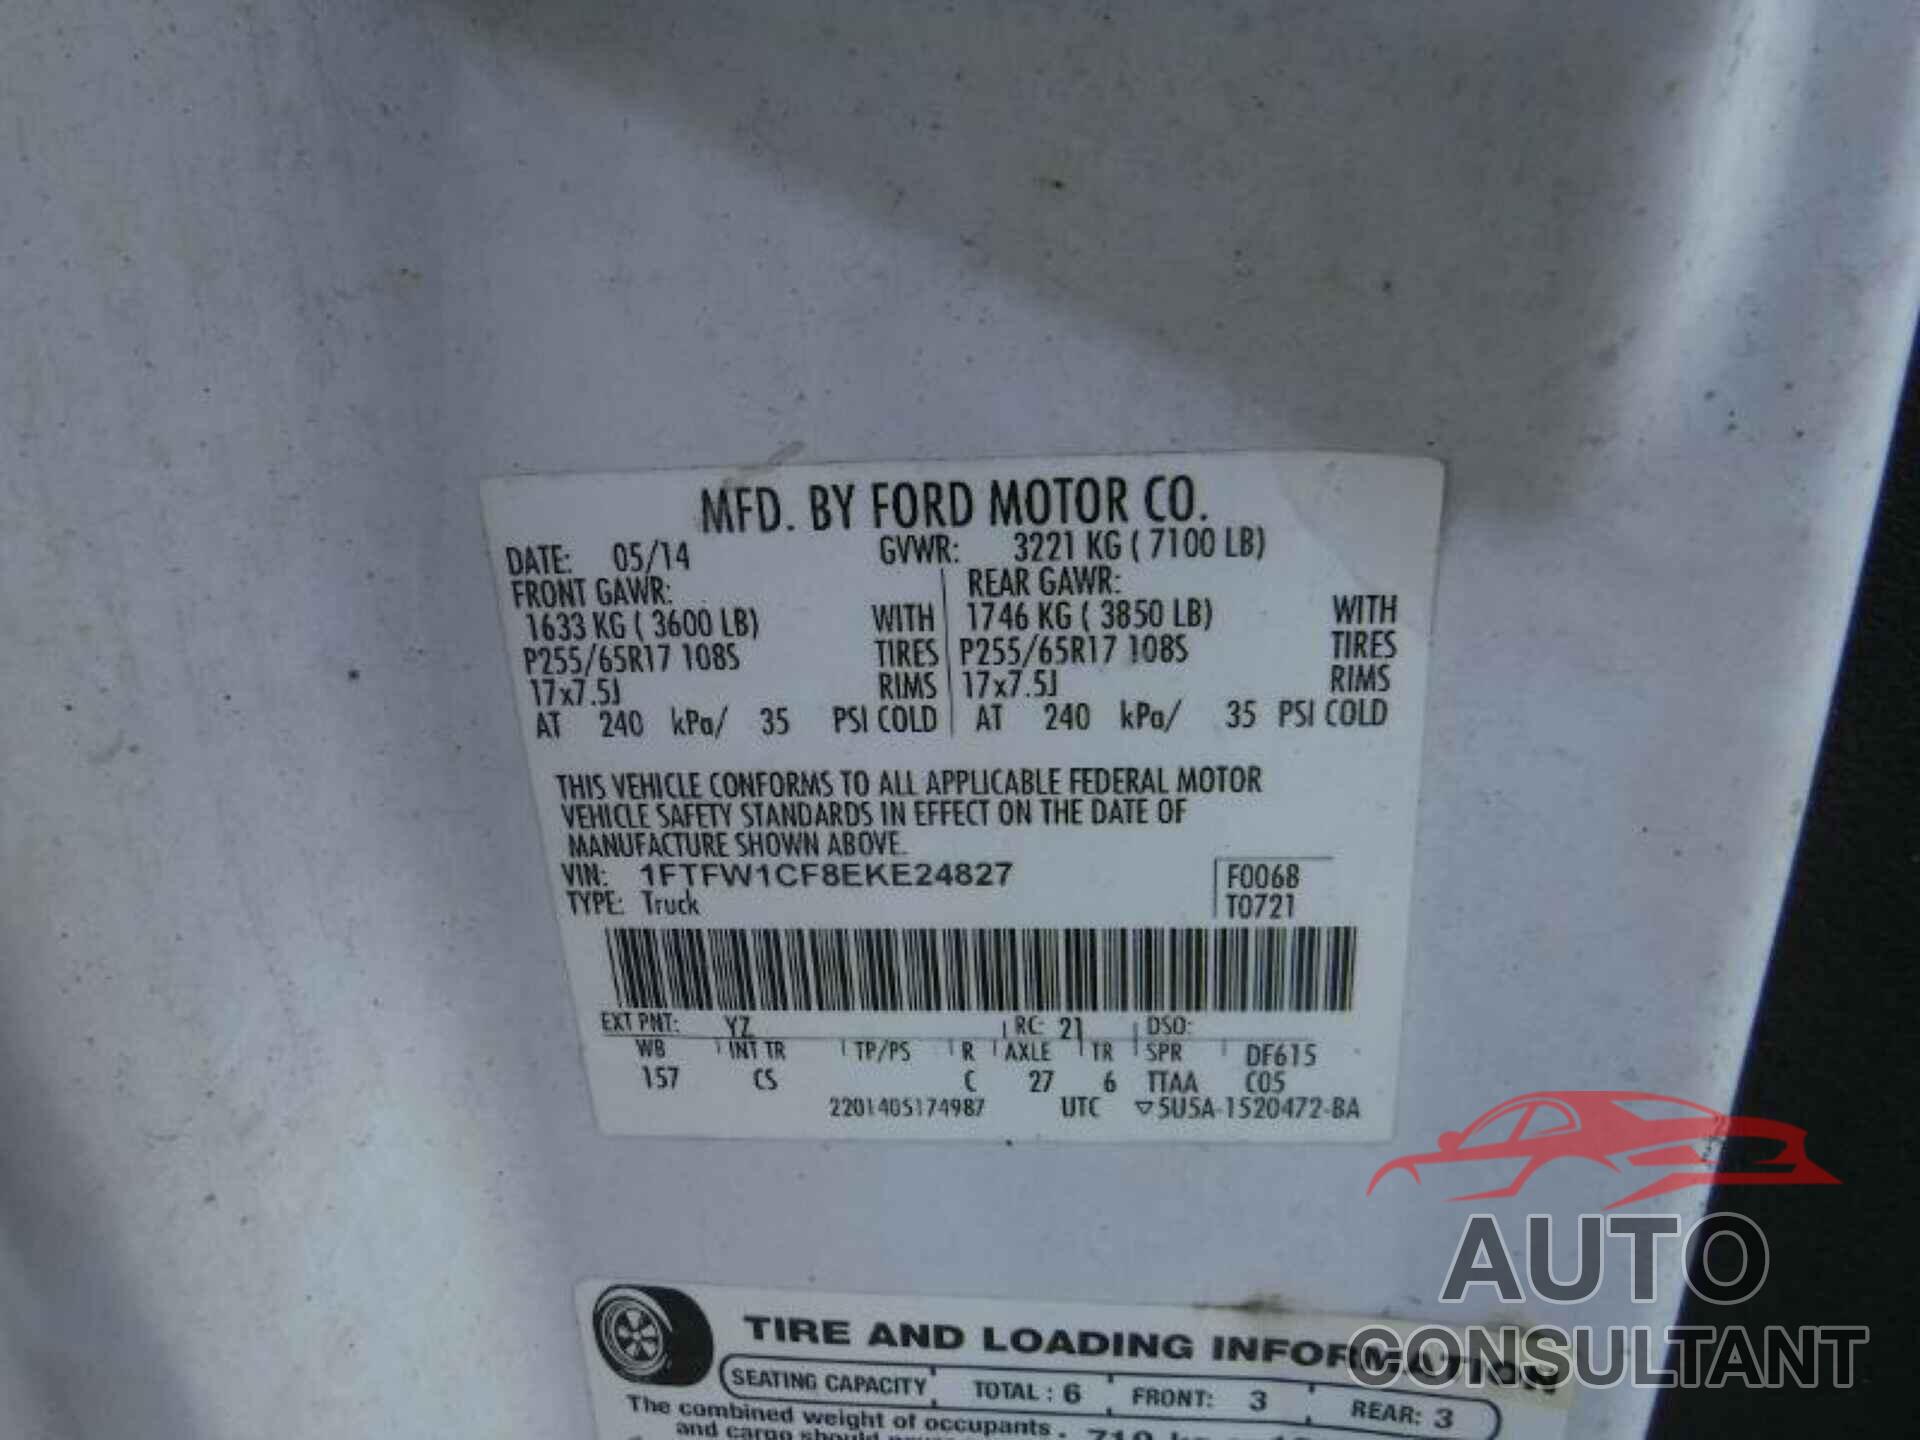 MFD. BY FORD MOTOR CO.
DATE: 05/14 GVWR: 3221 KG ( 7100 LB)
FRONT GAWR: REAR GAWR:
1633 KG ( 3600 LB) WITH 1746 KG ( 3850 LB) WITH
P255/65R17 108S TIRES P255/65R17 108S TIRES
17x7.5J RIMS 17x7.5J RIMS
AT 240 kPa/ 35 PSI COLD AT 240 kPa/ 35 PSI COLD
THIS VEHICLE CONFORMS TO ALL APPLICABLE FEDERAL MOTOR
VEHICLE SAFETY STANDARDS IN EFFECT ON THE DATE OF
MANUFACTURE SHOWN ABOVE.
VIN: 1FTFW1CF8EKE24827 F0068
TYPE: Truck T0721
EXT PNT: YZ RC: 21 DSO:
WB INT TR TP/PS R AXLE TR SPR DF615
157 CS C 27 6 TTAA C05
2201405174987 UTC ▽5U5A-1520472-BA
AUTO
CONSULTANT
TIRE AND LOADING INFORMATION
SEATING CAPACITY TOTAL : 6 FRONT: 3 REAR: 3
The combined weight of occupants
and cargo should